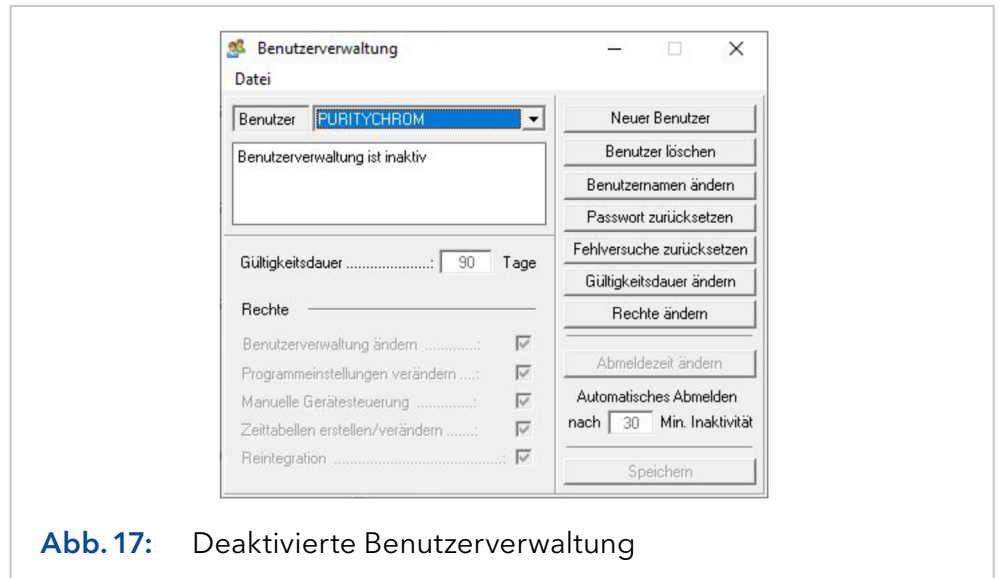 Benutzerverwaltung
Datei
Benutzer PURITYCHROM
Benutzerverwaltung ist inaktiv
Gültigkeitsdauer .....................: 90 Tage
Rechte
Benutzerverwaltung ändern .............:
Programmeinstellungen verändern ....:
Manuelle Gerätesteuerung ..............:
Zeittabellen erstellen/verändern .......:
Reintegration .........................................:
Neuer Benutzer
Benutzer löschen
Benutzernamen ändern
Passwort zurücksetzen
Fehlversuche zurücksetzen
Gültigkeitsdauer ändern
Rechte ändern
Abmeldezeit ändern
Automatisches Abmelden
nach 30 Min. Inaktivität
Speichern
Abb. 17: Deaktivierte Benutzerverwaltung